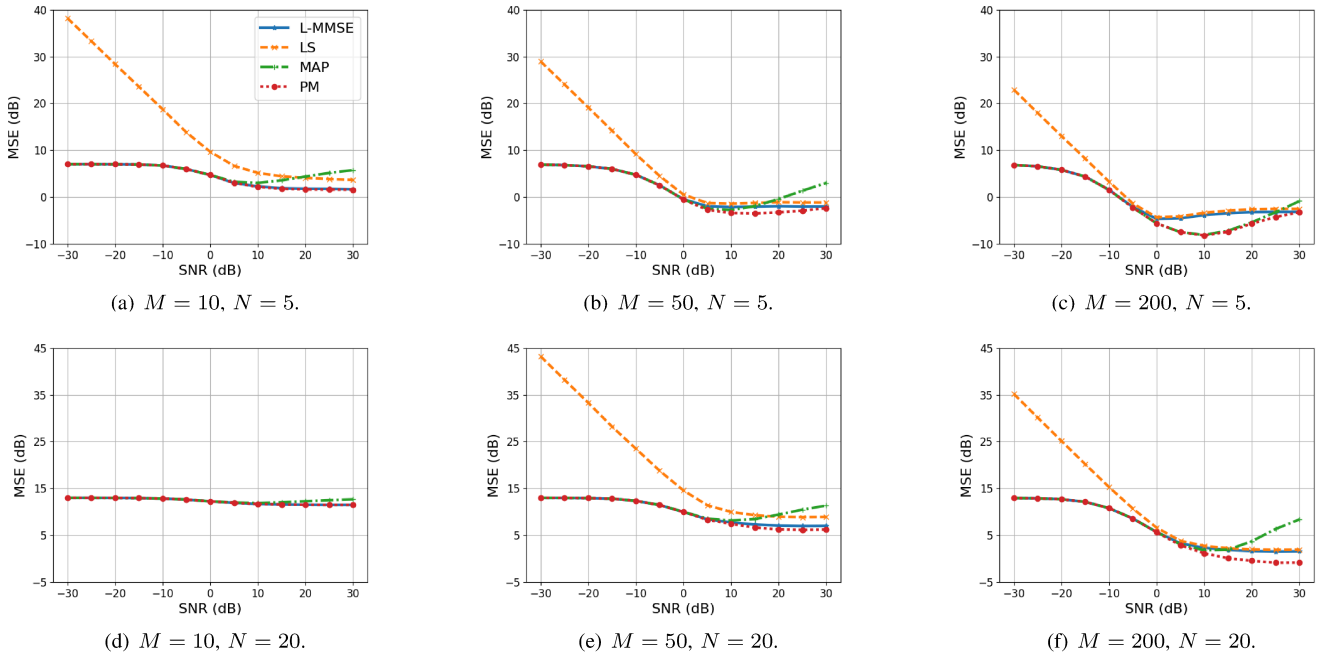 40
30
20
10
0
−10
MSE (dB)
−30 −20 −10 0 10 20 30
SNR (dB)
L-MMSE
LS
MAP
PM
(a) M = 10, N = 5.
40
30
20
10
0
−10
MSE (dB)
−30 −20 −10 0 10 20 30
SNR (dB)
(b) M = 50, N = 5.
40
30
20
10
0
−10
MSE (dB)
−30 −20 −10 0 10 20 30
SNR (dB)
(c) M = 200, N = 5.
45
35
25
15
5
−5
MSE (dB)
−30 −20 −10 0 10 20 30
SNR (dB)
(d) M = 10, N = 20.
45
35
25
15
5
−5
MSE (dB)
−30 −20 −10 0 10 20 30
SNR (dB)
(e) M = 50, N = 20.
45
35
25
15
5
−5
MSE (dB)
−30 −20 −10 0 10 20 30
SNR (dB)
(f) M = 200, N = 20.